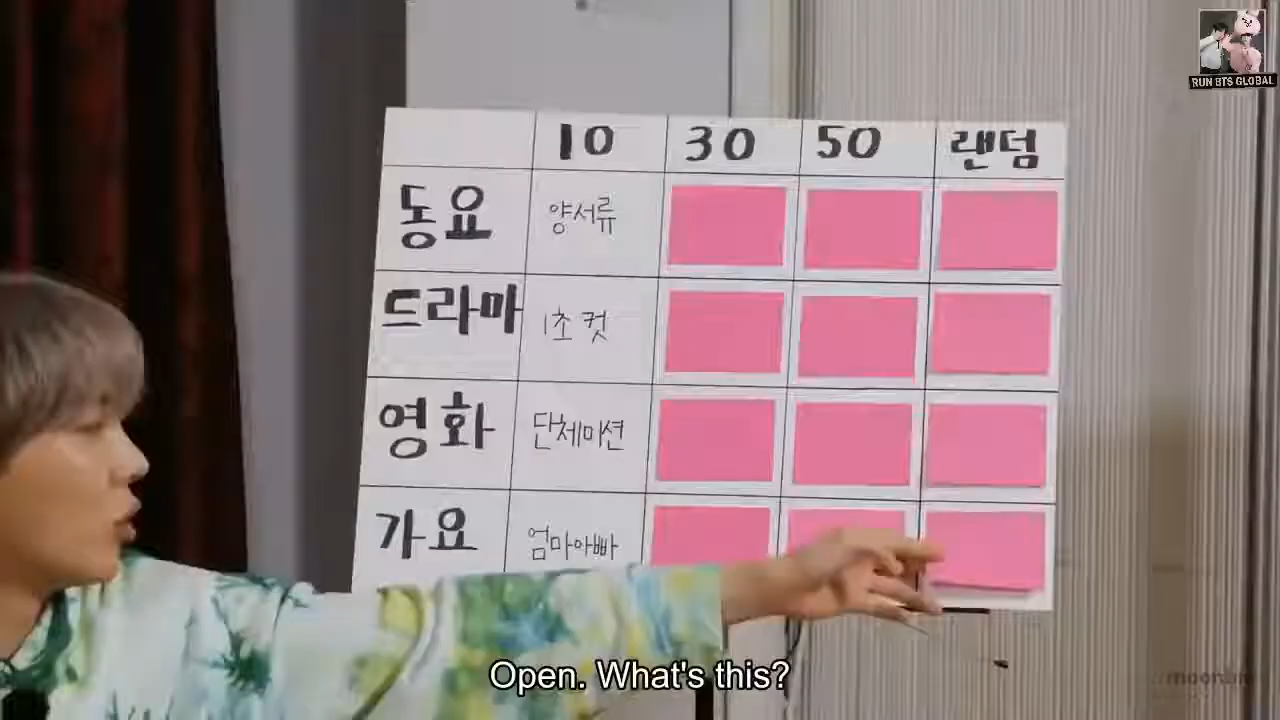 RUN BTS GLOBAL
10 30 50 랜덤
동요 양서류
드라마 1초 컷
영화 단체미션
가요 엄마아빠
Open. What's this?